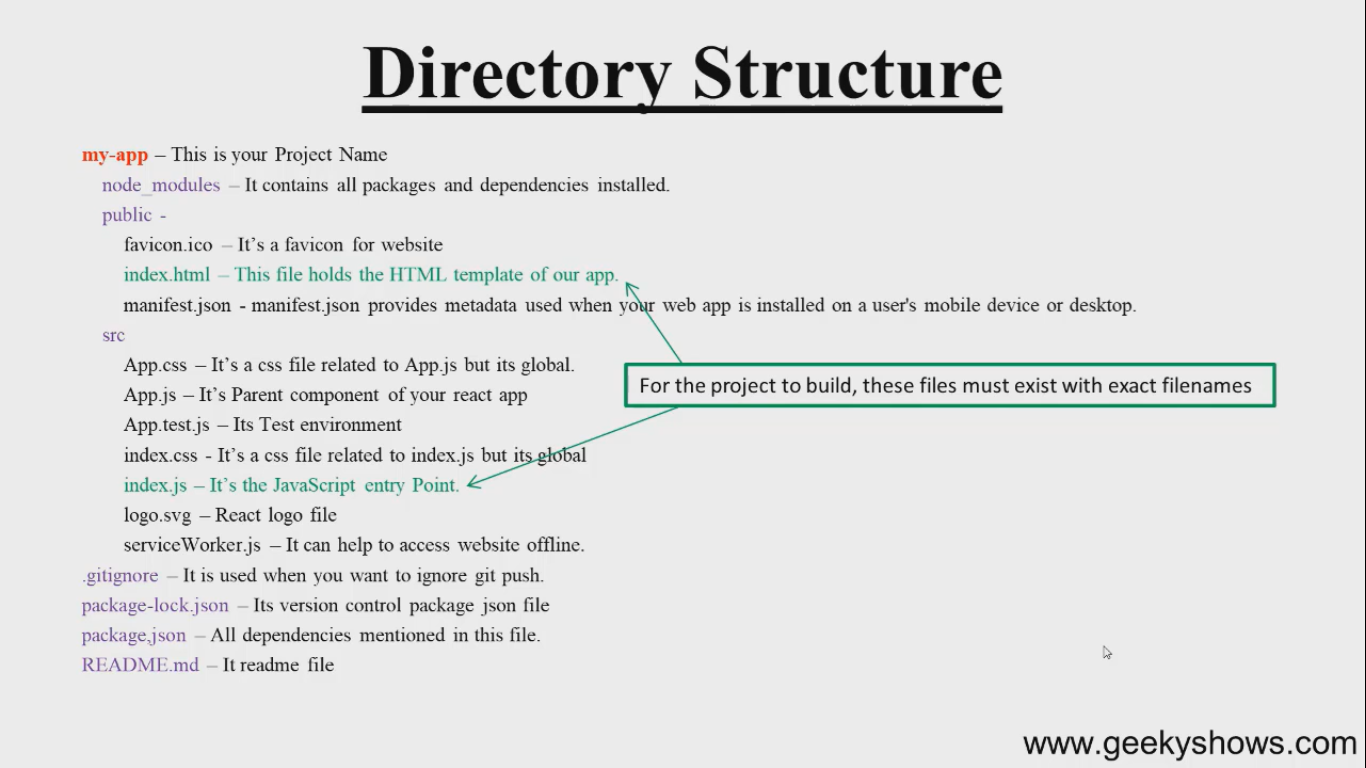 Directory Structure
my-app – This is your Project Name
node_modules – It contains all packages and dependencies installed.
public -
favicon.ico – It’s a favicon for website
index.html – This file holds the HTML template of our app.
manifest.json - manifest.json provides metadata used when your web app is installed on a user's mobile device or desktop.
src
App.css – It’s a css file related to App.js but its global.
For the project to build, these files must exist with exact filenames
App.js – It’s Parent component of your react app
App.test.js – Its Test environment
index.css - It’s a css file related to index.js but its global
index.js – It’s the JavaScript entry Point.
logo.svg – React logo file
serviceWorker.js – It can help to access website offline.
.gitignore – It is used when you want to ignore git push.
package-lock.json – Its version control package json file
package,json – All dependencies mentioned in this file.
README.md – It readme file
www.geekyshows.com